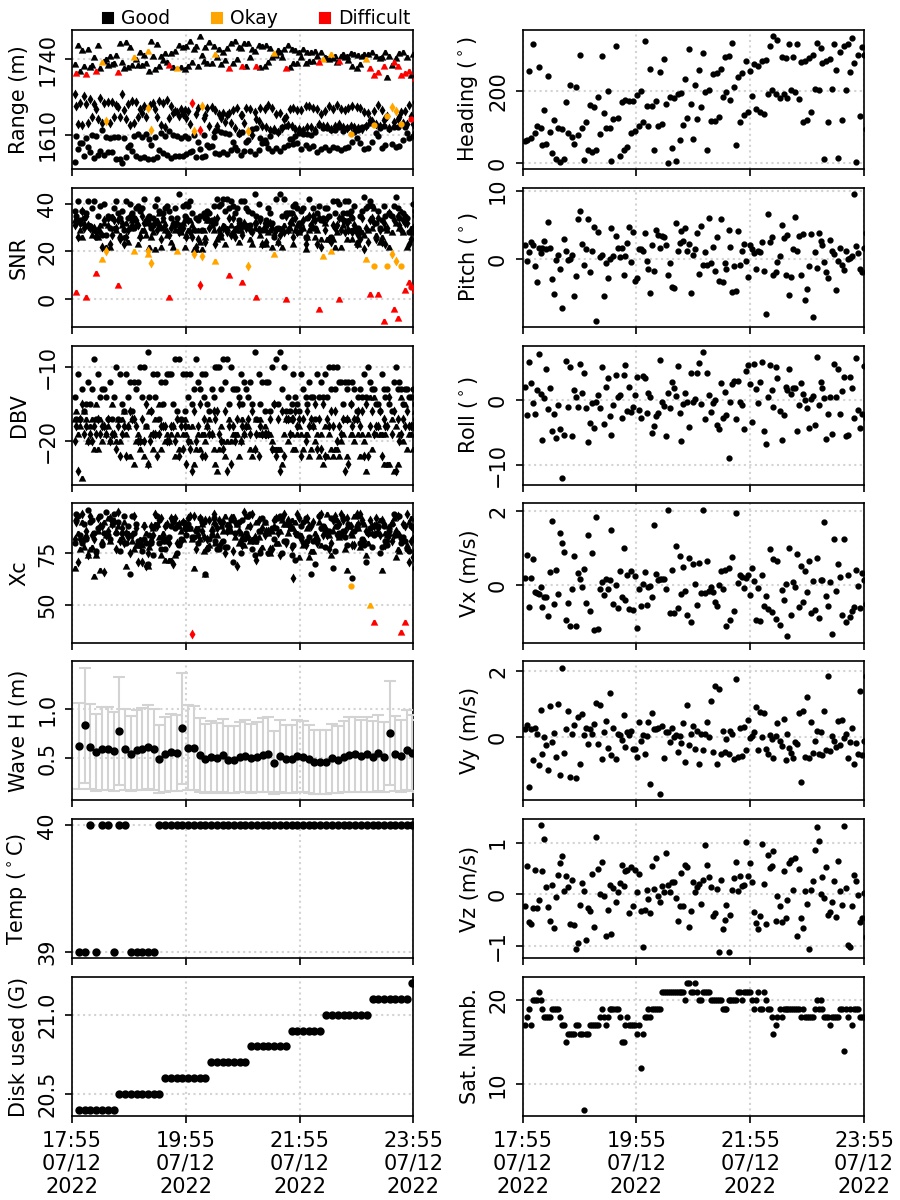 Good Okay Difficult
Range (m)
1740
1610
Heading (°)
200
0
SNR
40
20
0
Pitch (°)
10
0
DBV
−10
−20
Roll (°)
0
−10
Xc
75
50
Vx (m/s)
2
0
Wave H (m)
1.0
0.5
Vy (m/s)
2
0
Temp (°C)
40
39
Vz (m/s)
1
0
−1
Disk used (G)
21.0
20.5
Sat. Numb.
20
10
17:55 19:55 21:55 23:55 17:55 19:55 21:55 23:55
07/12 07/12 07/12 07/12 07/12 07/12 07/12 07/12
2022 2022 2022 2022 2022 2022 2022 2022